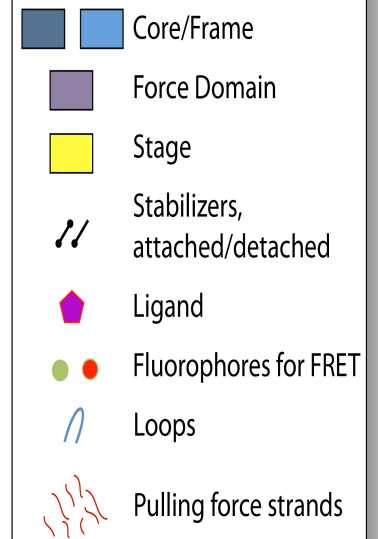 Core/Frame
Force Domain
Stage
Stabilizers,
attached/detached
Ligand
Fluorophores for FRET
Loops
Pulling force strands